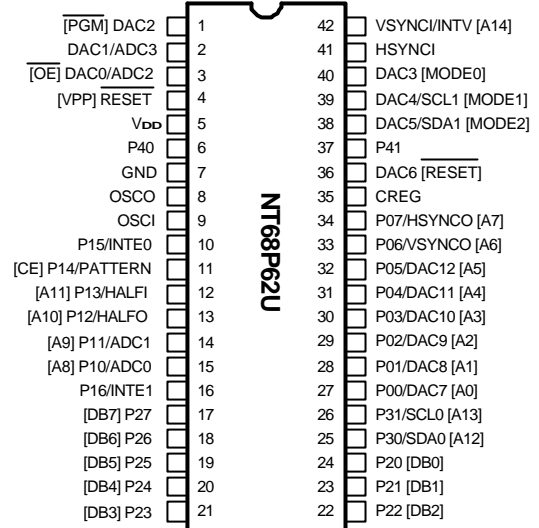 [PGM] DAC2 1 42 VSYNCI/INTV [A14]
DAC1/ADC3 2 41 HSYNCI
[OE] DAC0/ADC2 3 40 DAC3 [MODE0]
[VPP] RESET 4 39 DAC4/SCL1 [MODE1]
VDD 5 38 DAC5/SDA1 [MODE2]
P40 6 37 P41
GND 7 36 DAC6 [RESET]
OSCO 8 35 CREG
OSCI 9 34 P07/HSYNCO [A7]
P15/INTE0 10 33 P06/VSYNCO [A6]
[CE] P14/PATTERN 11 32 P05/DAC12 [A5]
[A11] P13/HALFI 12 31 P04/DAC11 [A4]
[A10] P12/HALFO 13 30 P03/DAC10 [A3]
[A9] P11/ADC1 14 29 P02/DAC9 [A2]
[A8] P10/ADC0 15 28 P01/DAC8 [A1]
P16/INTE1 16 27 P00/DAC7 [A0]
[DB7] P27 17 26 P31/SCL0 [A13]
[DB6] P26 18 25 P30/SDA0 [A12]
[DB5] P25 19 24 P20 [DB0]
[DB4] P24 20 23 P21 [DB1]
[DB3] P23 21 22 P22 [DB2]
NT68P62U